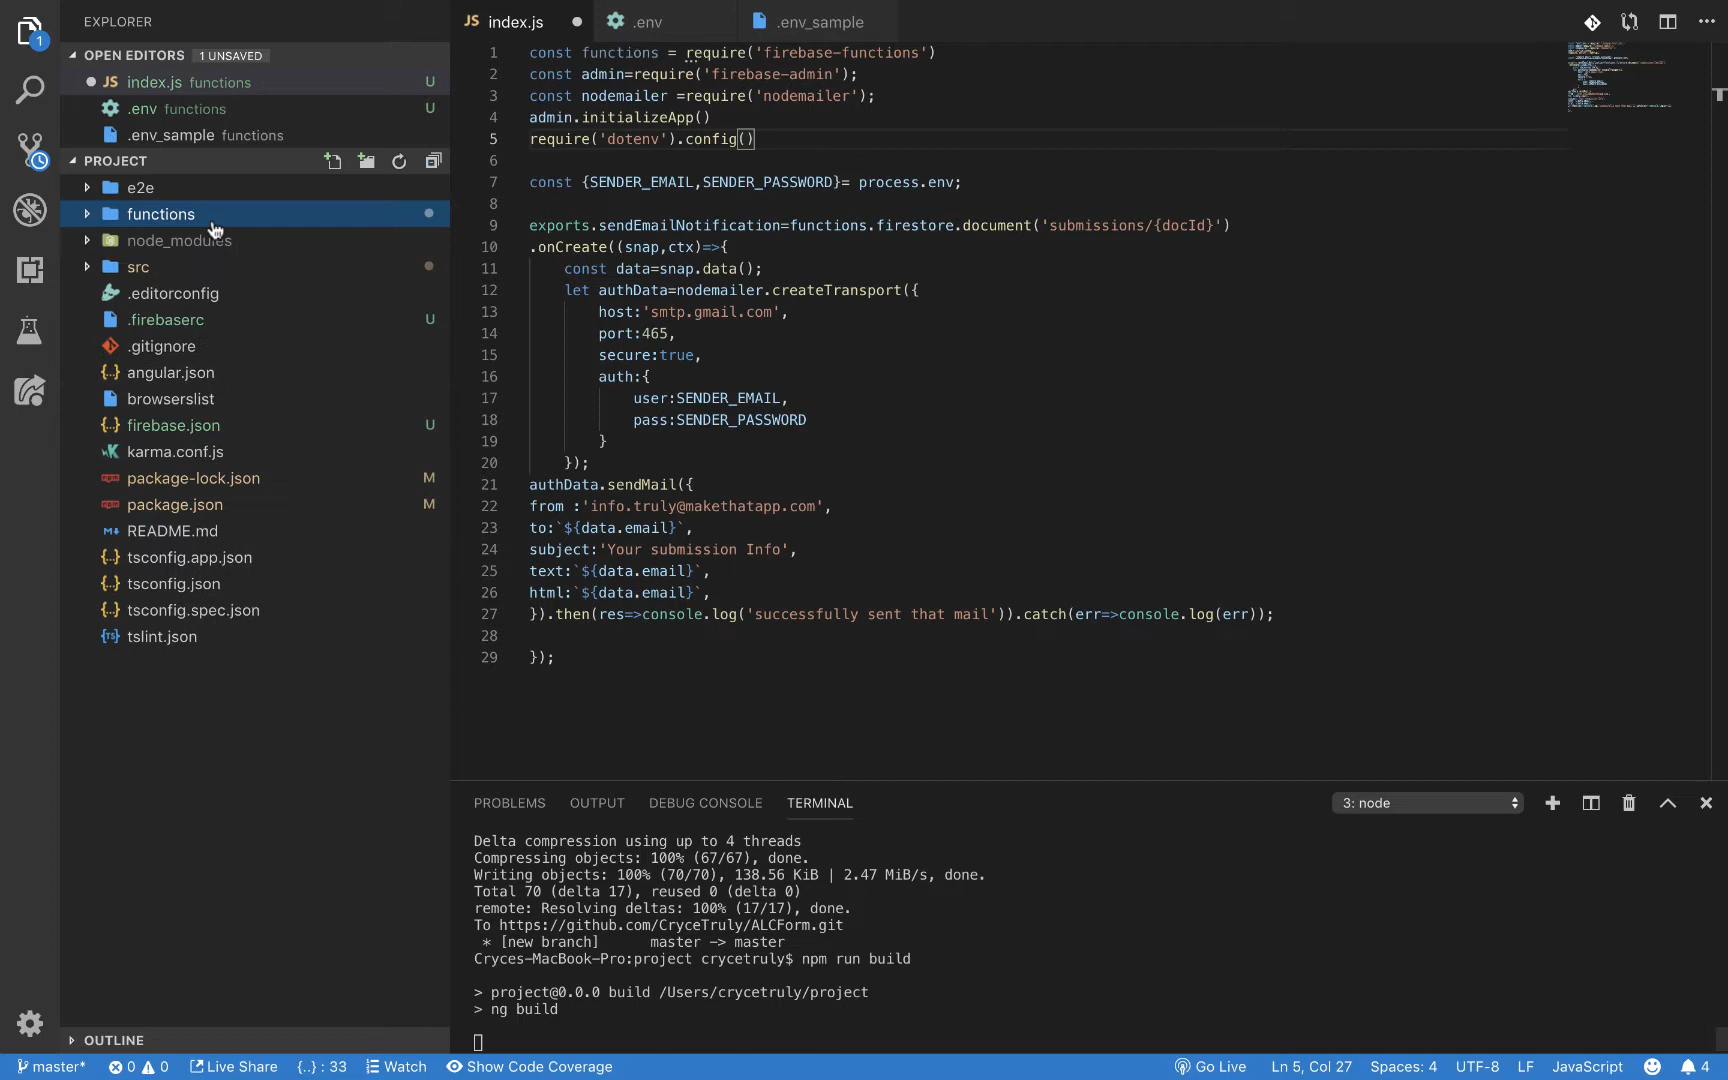 EXPLORER
OPEN EDITORS 1 UNSAVED
JS index.js functions U
.env functions U
.env_sample functions
PROJECT
e2e
functions
node_modules
src
.editorconfig
.firebaserc U
.gitignore
{..} angular.json
browserslist
{..} firebase.json U
karma.conf.js
package-lock.json M
package.json M
README.md
{..} tsconfig.app.json
{..} tsconfig.json
{..} tsconfig.spec.json
{TS} tslint.json
OUTLINE
1
JS index.js
.env
.env_sample
1 const functions = require('firebase-functions')
2 const admin=require('firebase-admin');
3 const nodemailer =require('nodemailer');
4 admin.initializeApp()
5 require('dotenv').config()
6
7 const {SENDER_EMAIL,SENDER_PASSWORD}= process.env;
8
9 exports.sendEmailNotification=functions.firestore.document('submissions/{docId}')
10 .onCreate((snap,ctx)=>{
11 const data=snap.data();
12 let authData=nodemailer.createTransport({
13 host:'smtp.gmail.com',
14 port:465,
15 secure:true,
16 auth:{
17 user:SENDER_EMAIL,
18 pass:SENDER_PASSWORD
19 }
20 });
21 authData.sendMail({
22 from :'info.truly@makethatapp.com',
23 to:`${data.email}`,
24 subject:'Your submission Info',
25 text:`${data.email}`,
26 html:`${data.email}`,
27 }).then(res=>console.log('successfully sent that mail')).catch(err=>console.log(err));
28
29 });
PROBLEMS OUTPUT DEBUG CONSOLE TERMINAL 3: node
Delta compression using up to 4 threads
Compressing objects: 100% (67/67), done.
Writing objects: 100% (70/70), 138.56 KiB | 2.47 MiB/s, done.
Total 70 (delta 17), reused 0 (delta 0)
remote: Resolving deltas: 100% (17/17), done.
To https://github.com/CryceTruly/ALCForm.git
* [new branch] master -> master
Cryces-MacBook-Pro:project crycetruly$ npm run build
> project@0.0.0 build /Users/crycetruly/project
> ng build
master* 0 0 Live Share {..} : 33 Watch Show Code Coverage Go Live Ln 5, Col 27 Spaces: 4 UTF-8 LF JavaScript 4